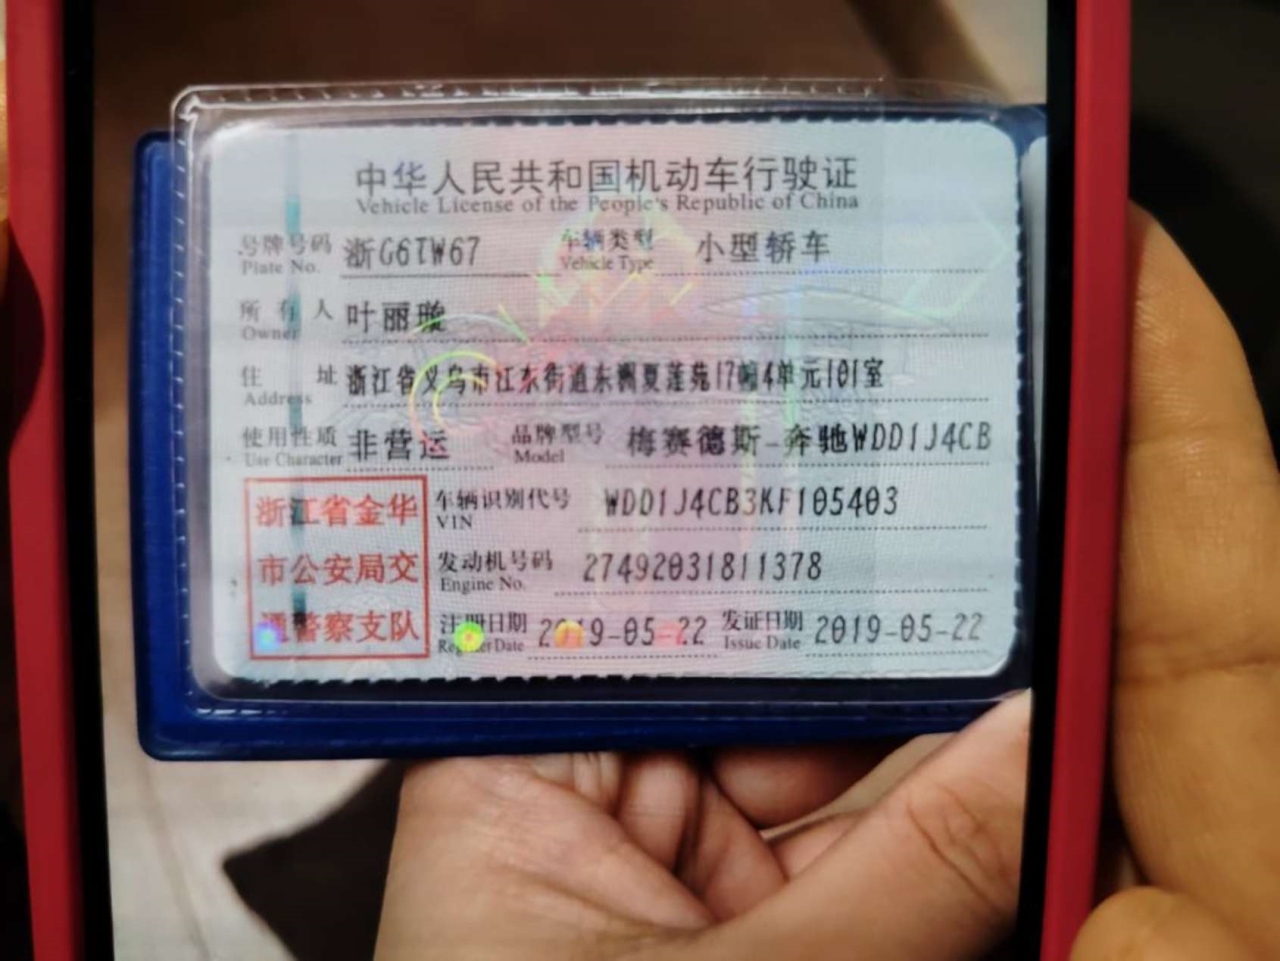 中华人民共和国机动车行驶证
Vehicle License of the People's Republic of China
号牌号码 浙G6TW67 车辆类型 小型轿车
Plate No. Vehicle Type
所有人 叶丽璇
Owner
住址 浙江省义乌市江东街道东洲夏莲苑17幢4单元101室
Address
使用性质 非营运 品牌型号 梅赛德斯-奔驰WDD1J4CB
Use Character Model
浙江省金华 车辆识别代号 WDD1J4CB3KF105403
VIN
市公安局交 发动机号码 27492031811378
Engine No.
通警察支队 注册日期 2019-05-22 发证日期 2019-05-22
Register Date Issue Date